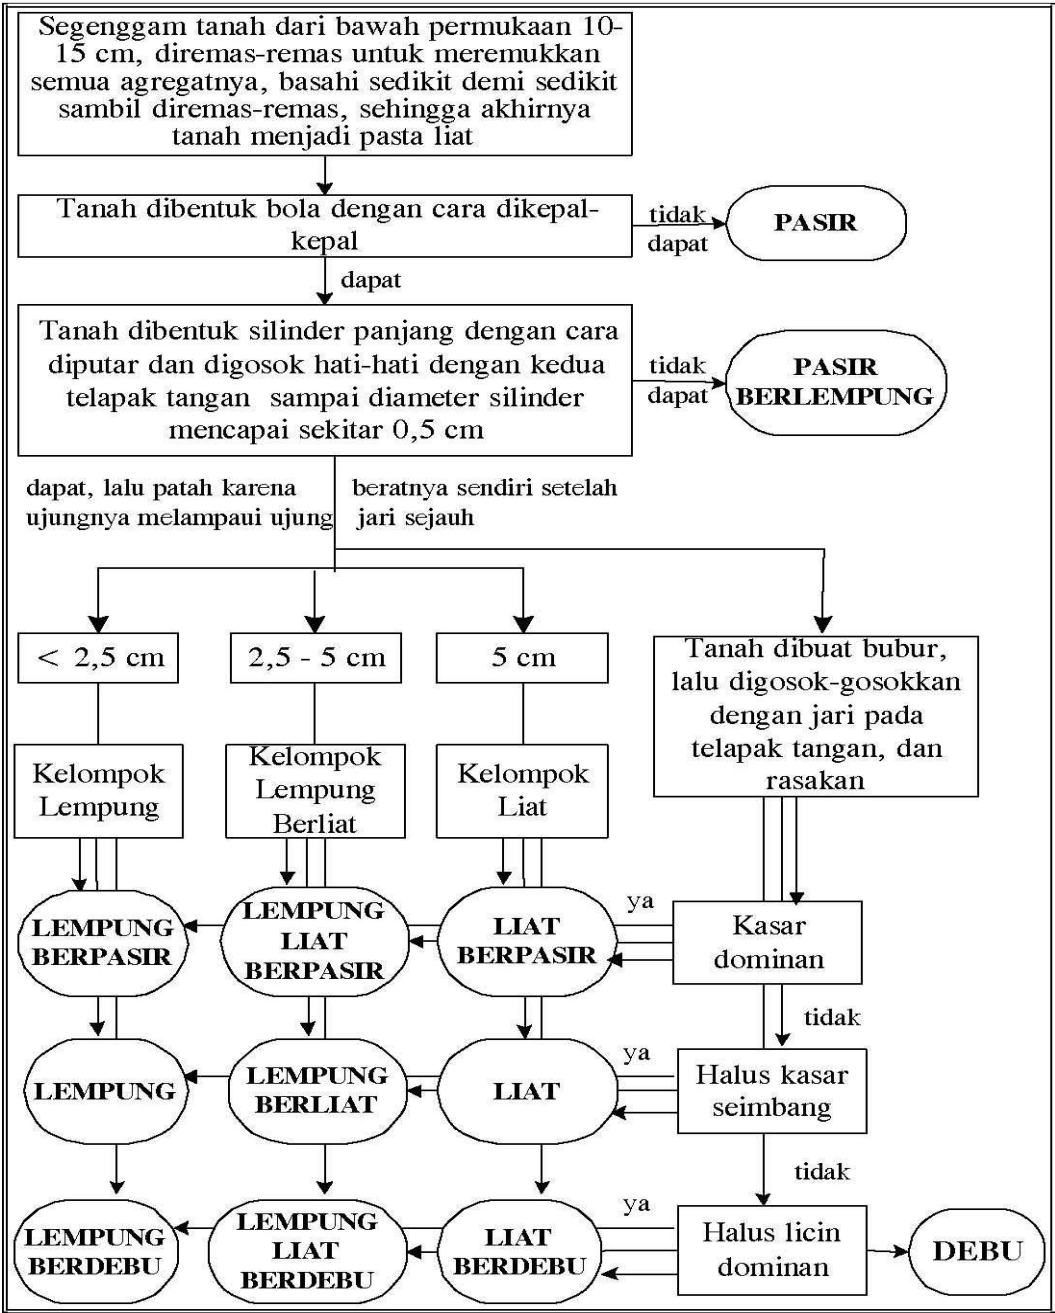 Segenggam tanah dari bawah permukaan 10-
15 cm, diremas-remas untuk meremukkan
semua agregatnya, basahi sedikit demi sedikit
sambil diremas-remas, sehingga akhirnya
tanah menjadi pasta liat
Tanah dibentuk bola dengan cara dikepal-
kepal
tidak
dapat
PASIR
dapat
Tanah dibentuk silinder panjang dengan cara
diputar dan digosok hati-hati dengan kedua
telapak tangan sampai diameter silinder
mencapai sekitar 0,5 cm
tidak
dapat
PASIR
BERLEMPUNG
dapat, lalu patah karena
ujungnya melampaui ujung
beratnya sendiri setelah
jari sejauh
< 2,5 cm
2,5 - 5 cm
5 cm
Tanah dibuat bubur,
lalu digosok-gosokkan
dengan jari pada
telapak tangan, dan
rasakan
Kelompok
Lempung
Kelompok
Lempung
Berliat
Kelompok
Liat
LEMPUNG
BERPASIR
LEMPUNG
LIAT
BERPASIR
LIAT
BERPASIR
ya
Kasar
dominan
tidak
LEMPUNG
LEMPUNG
BERLIAT
LIAT
ya
Halus kasar
seimbang
tidak
LEMPUNG
BERDEBU
LEMPUNG
LIAT
BERDEBU
LIAT
BERDEBU
ya
Halus licin
dominan
DEBU